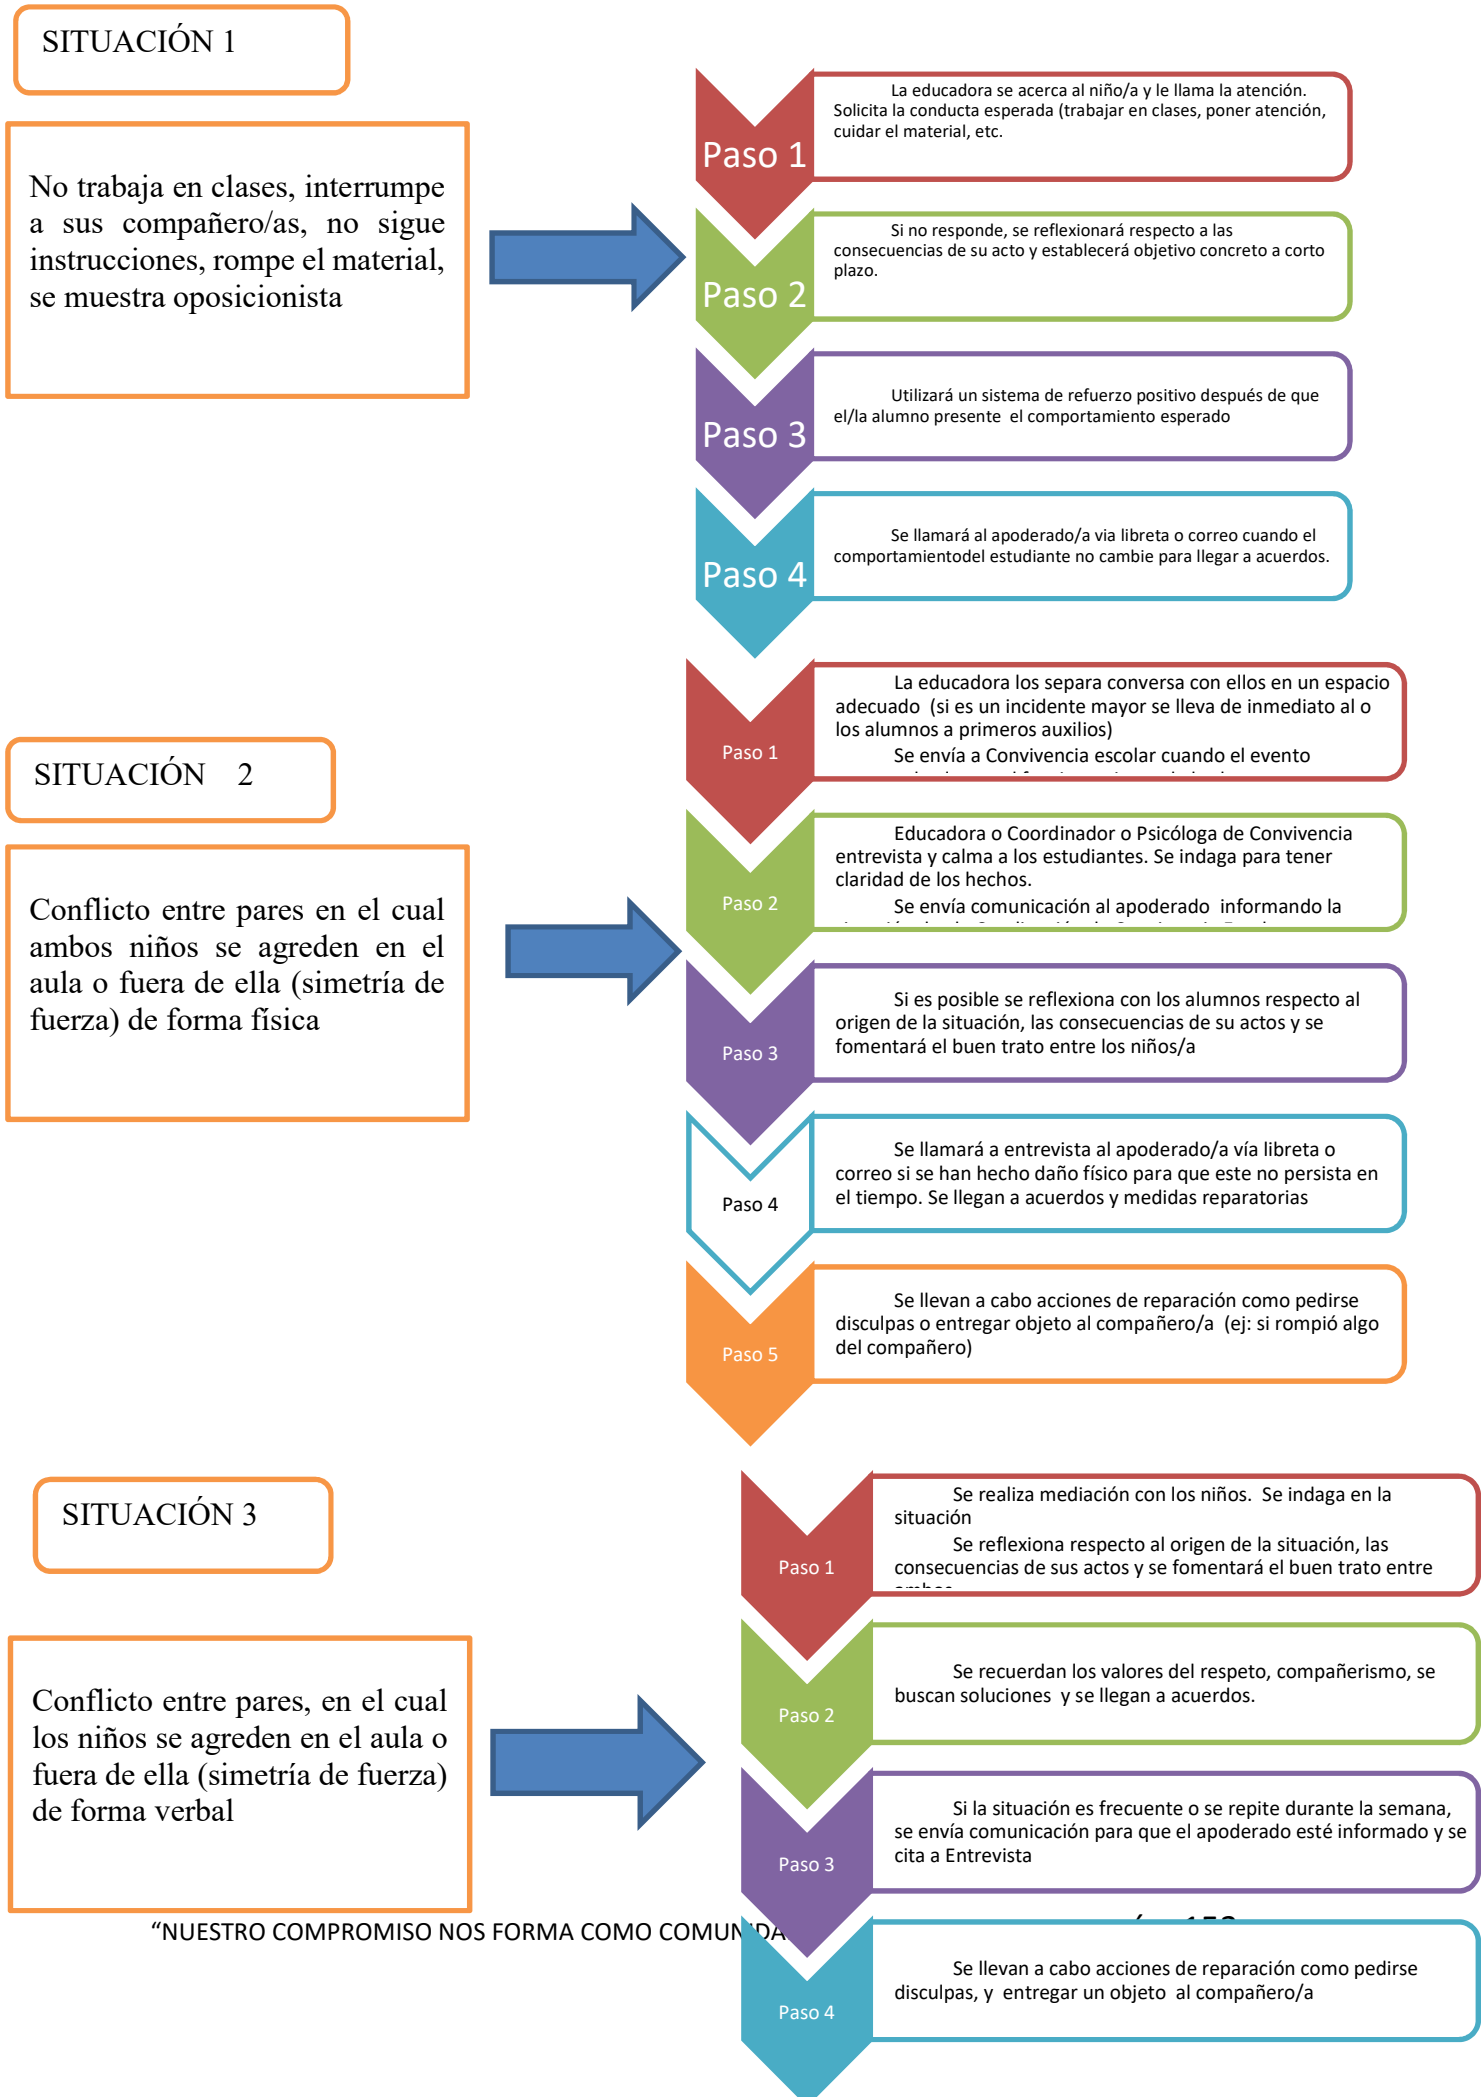 SITUACIÓN 1
No trabaja en clases, interrumpe
a sus compañero/as, no sigue
instrucciones, rompe el material,
se muestra oposicionista
Paso 1
La educadora se acerca al niño/a y le llama la atención.
Solicita la conducta esperada (trabajar en clases, poner atención,
cuidar el material, etc.
Paso 2
Si no responde, se reflexionará respecto a las
consecuencias de su acto y establecerá objetivo concreto a corto
plazo.
Paso 3
Utilizará un sistema de refuerzo positivo después de que
el/la alumno presente el comportamiento esperado
Paso 4
Se llamará al apoderado/a via libreta o correo cuando el
comportamientodel estudiante no cambie para llegar a acuerdos.
SITUACIÓN 2
Conflicto entre pares en el cual
ambos niños se agreden en el
aula o fuera de ella (simetría de
fuerza) de forma física
Paso 1
La educadora los separa conversa con ellos en un espacio
adecuado (si es un incidente mayor se lleva de inmediato al o
los alumnos a primeros auxilios)
Se envía a Convivencia escolar cuando el evento
Paso 2
Educadora o Coordinador o Psicóloga de Convivencia
entrevista y calma a los estudiantes. Se indaga para tener
claridad de los hechos.
Se envía comunicación al apoderado informando la
Paso 3
Si es posible se reflexiona con los alumnos respecto al
origen de la situación, las consecuencias de su actos y se
fomentará el buen trato entre los niños/a
Paso 4
Se llamará a entrevista al apoderado/a vía libreta o
correo si se han hecho daño físico para que este no persista en
el tiempo. Se llegan a acuerdos y medidas reparatorias
Paso 5
Se llevan a cabo acciones de reparación como pedirse
disculpas o entregar objeto al compañero/a (ej: si rompió algo
del compañero)
SITUACIÓN 3
Conflicto entre pares, en el cual
los niños se agreden en el aula o
fuera de ella (simetría de fuerza)
de forma verbal
Paso 1
Se realiza mediación con los niños. Se indaga en la
situación
Se reflexiona respecto al origen de la situación, las
consecuencias de sus actos y se fomentará el buen trato entre
Paso 2
Se recuerdan los valores del respeto, compañerismo, se
buscan soluciones y se llegan a acuerdos.
Paso 3
Si la situación es frecuente o se repite durante la semana,
se envía comunicación para que el apoderado esté informado y se
cita a Entrevista
Paso 4
Se llevan a cabo acciones de reparación como pedirse
disculpas, y entregar un objeto al compañero/a
“NUESTRO COMPROMISO NOS FORMA COMO